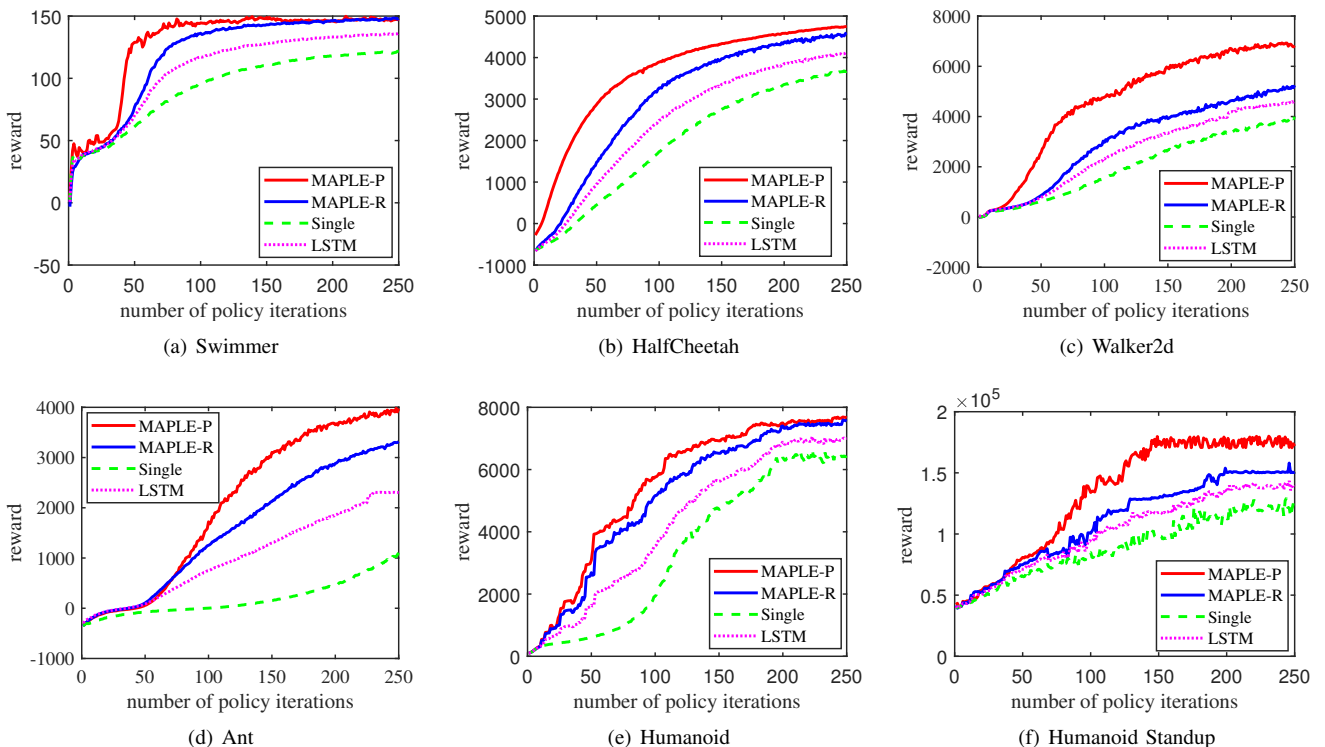 150
100
50
0
-50
reward
MAPLE-P
MAPLE-R
Single
LSTM
0 50 100 150 200 250
number of policy iterations
(a) Swimmer
5000
4000
3000
2000
1000
0
-1000
reward
MAPLE-P
MAPLE-R
Single
LSTM
0 50 100 150 200 250
number of policy iterations
(b) HalfCheetah
8000
6000
4000
2000
0
-2000
reward
MAPLE-P
MAPLE-R
Single
LSTM
0 50 100 150 200 250
number of policy iterations
(c) Walker2d
4000
3000
2000
1000
0
-1000
reward
MAPLE-P
MAPLE-R
Single
LSTM
0 50 100 150 200 250
number of policy iterations
(d) Ant
8000
6000
4000
2000
0
reward
MAPLE-P
MAPLE-R
Single
LSTM
0 50 100 150 200 250
number of policy iterations
(e) Humanoid
× 10⁵
2
1.5
1
0.5
0
reward
MAPLE-P
MAPLE-R
Single
LSTM
0 50 100 150 200 250
number of policy iterations
(f) Humanoid Standup